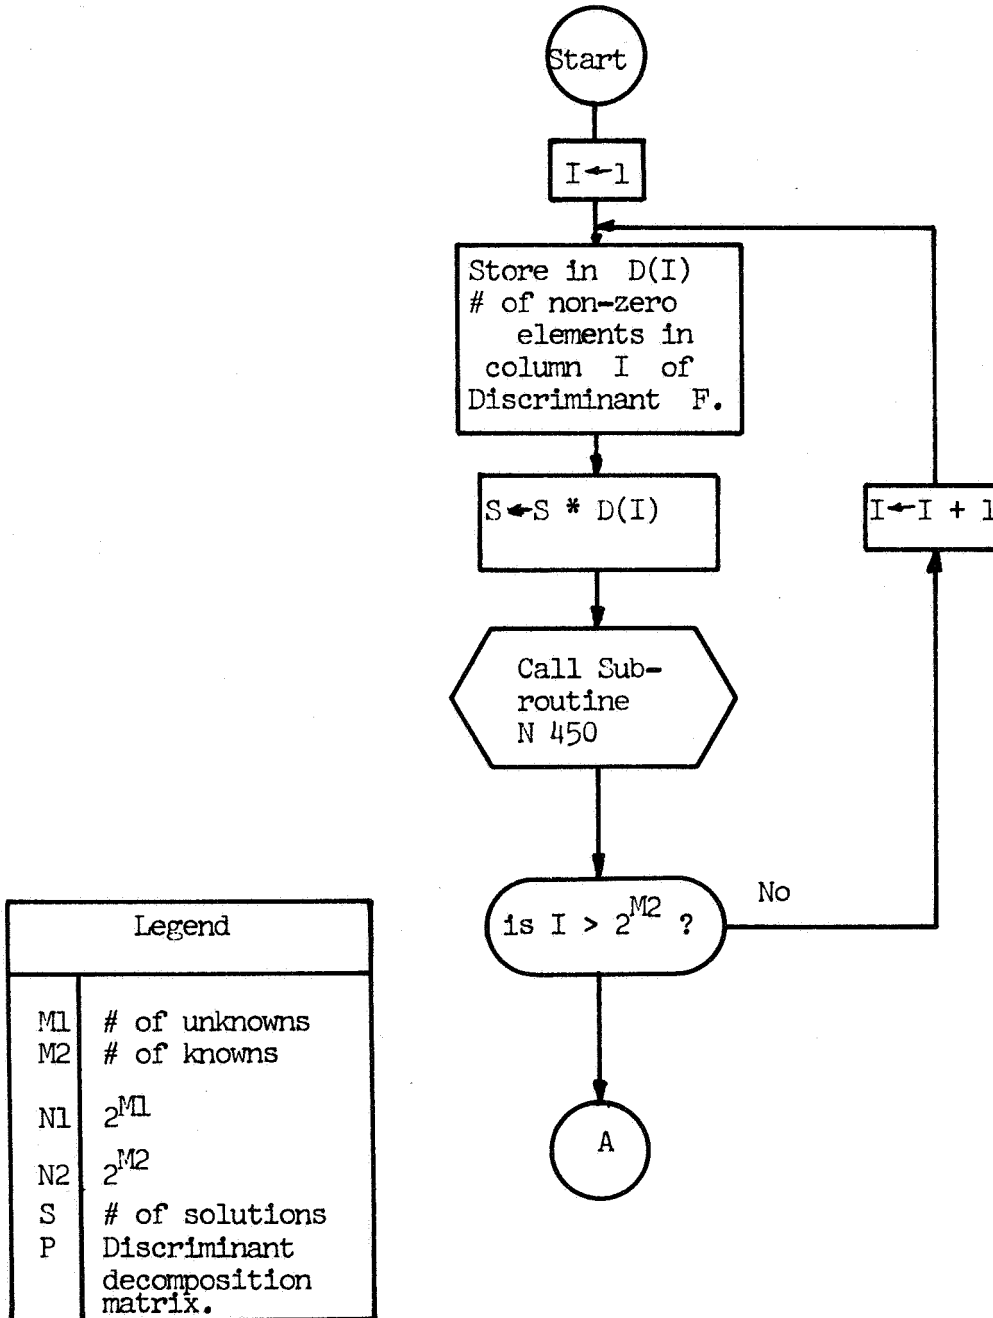 Start
I←1
Store in D(I)
# of non-zero
elements in
column I of
Discriminant F.
S←S * D(I)
I←I + 1
Call Sub-
routine
N 450
is I > 2^M2 ?
No
A
Legend
M1 # of unknowns
M2 # of knowns
N1 2^M1
N2 2^M2
S # of solutions
P Discriminant
decomposition
matrix.